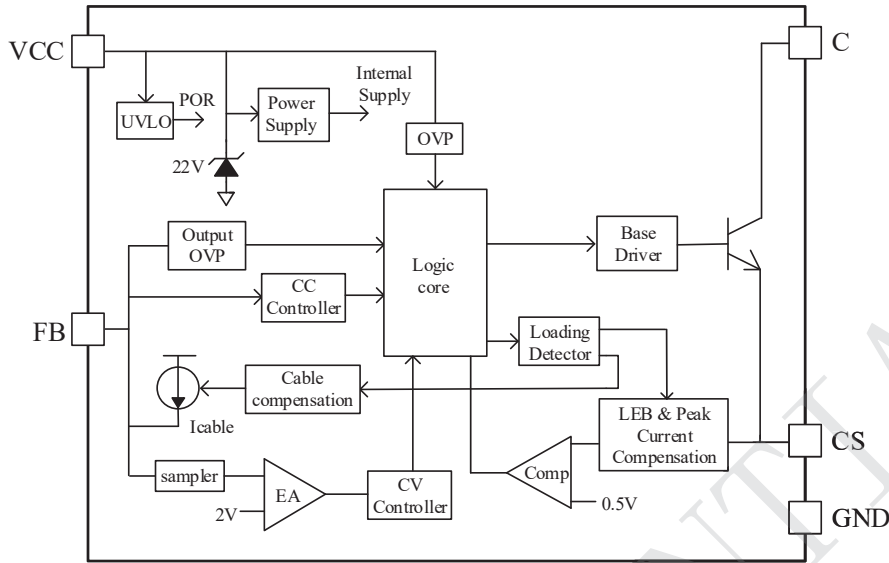 VCC
C
POR
UVLO
Power
Supply
Internal
Supply
OVP
22V
Output
OVP
Logic
core
Base
Driver
CC
Controller
FB
Loading
Detector
Cable
compensation
Icable
LEB & Peak
Current
Compensation
CS
sampler
EA
2V
CV
Controller
Comp
0.5V
GND